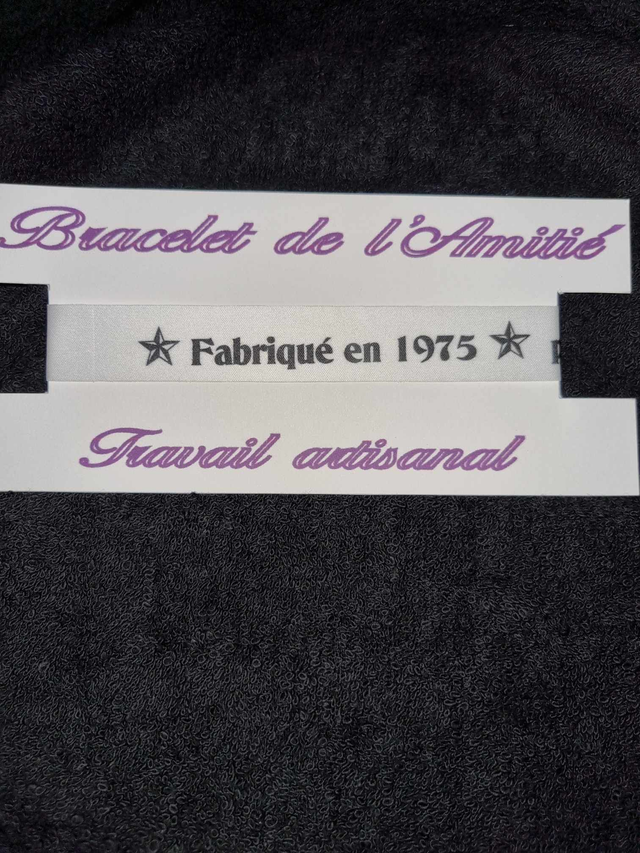 Bracelet de l'Amitié
Fabriqué en 1975
Travail artisanal